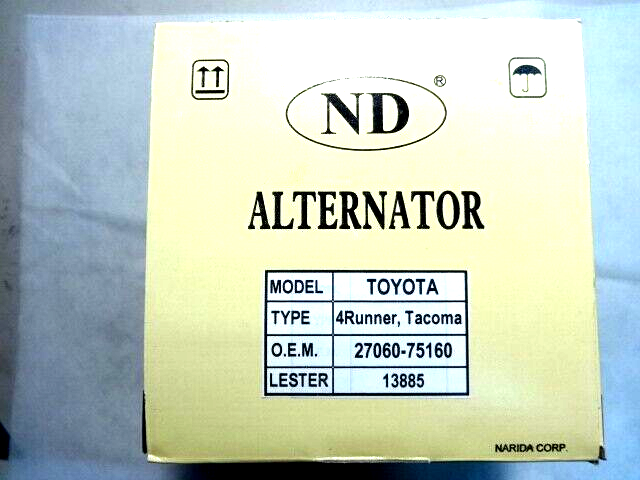 ND ®
ALTERNATOR
MODEL TOYOTA
TYPE 4Runner, Tacoma
O.E.M. 27060-75160
LESTER 13885
NARIDA CORP.